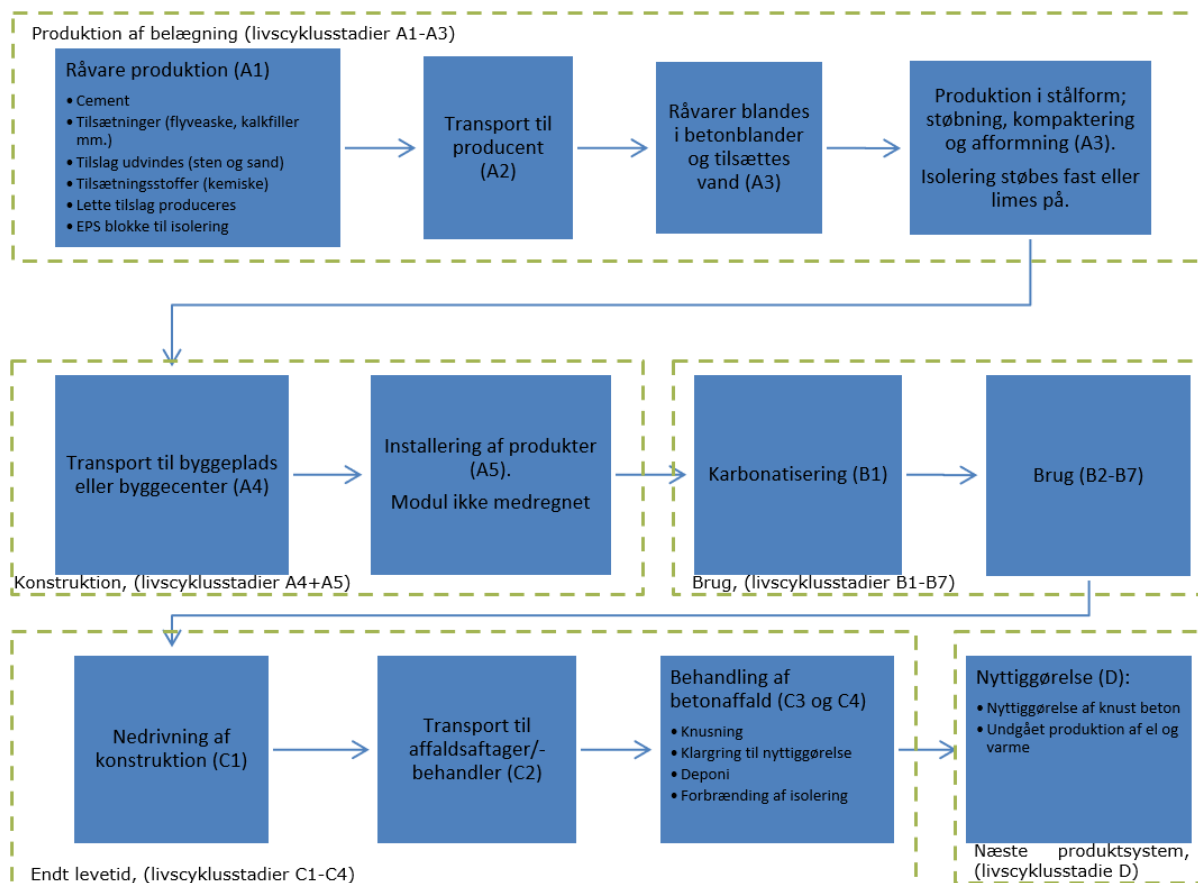 Produktion af belægning (livscyklusstadier A1-A3)
Råvare produktion (A1)
• Cement
• Tilsætninger (flyveaske, kalkfiller
mm.)
• Tilslag udvindes (sten og sand)
• Tilsætningsstoffer (kemiske)
• Lette tilslag produceres
• EPS blokke til isolering
Transport til
producent
(A2)
Råvarer blandes
i betonblander
og tilsættes
vand (A3)
Produktion i stålform;
støbning, kompaktering
og afformning (A3).
Isolering støbes fast eller
limes på.
Transport til byggeplads
eller byggecenter (A4)
Installering af produkter
(A5).
Modul ikke medregnet
Konstruktion, (livscyklusstadier A4+A5)
Karbonatisering (B1)
Brug (B2-B7)
Brug, (livscyklusstadier B1-B7)
Nedrivning af
konstruktion (C1)
Transport til
affaldsaftager/-
behandler (C2)
Behandling af
betonaffald (C3 og C4)
• Knusning
• Klargring til nyttiggørelse
• Deponi
• Forbrænding af isolering
Endt levetid, (livscyklusstadier C1-C4)
Nyttiggørelse (D):
• Nyttiggørelse af knust beton
• Undgået produktion af el og
varme
Næste produktsystem,
(livscyklusstadie D)